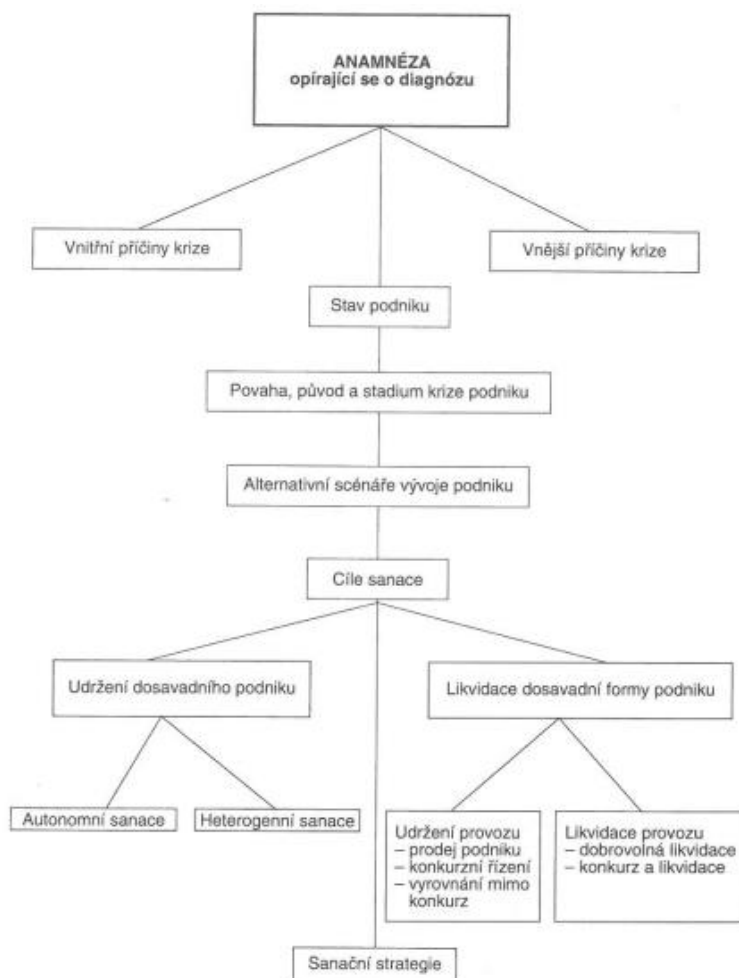 ANAMNÉZA
opírající se o diagnózu
Vnitřní příčiny krize
Vnější příčiny krize
Stav podniku
Povaha, původ a stadium krize podniku
Alternativní scénáře vývoje podniku
Cíle sanace
Udržení dosavadního podniku
Likvidace dosavadní formy podniku
Autonomní sanace
Heterogenní sanace
Udržení provozu
– prodej podniku
– konkurzní řízení
– vyrovnání mimo
konkurz
Likvidace provozu
– dobrovolná likvidace
– konkurz a likvidace
Sanační strategie